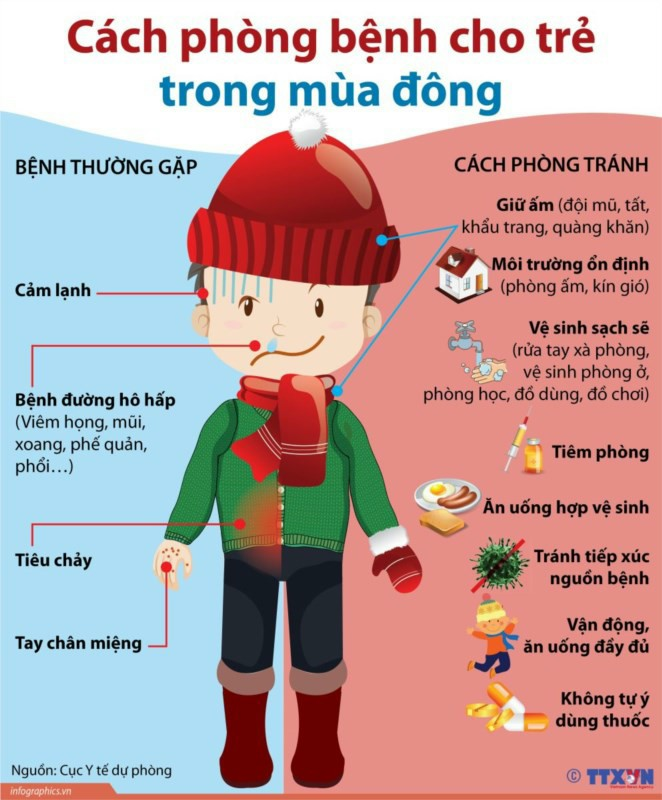 Cách phòng bệnh cho trẻ
trong mùa đông
BỆNH THƯỜNG GẶP
Cảm lạnh
Bệnh đường hô hấp
(Viêm họng, mũi,
xoang, phế quản,
phổi...)
Tiêu chảy
Tay chân miệng
CÁCH PHÒNG TRÁNH
Giữ ấm (đội mũ, tất,
khẩu trang, quàng khăn)
Môi trường ổn định
(phòng ấm, kín gió)
Vệ sinh sạch sẽ
(rửa tay xà phòng,
vệ sinh phòng ở,
phòng học, đồ dùng, đồ chơi)
Tiêm phòng
Ăn uống hợp vệ sinh
Tránh tiếp xúc
nguồn bệnh
Vận động,
ăn uống đầy đủ
Không tự ý
dùng thuốc
Nguồn: Cục Y tế dự phòng
infographics.vn
© TTXVN
Vietnam News Agency